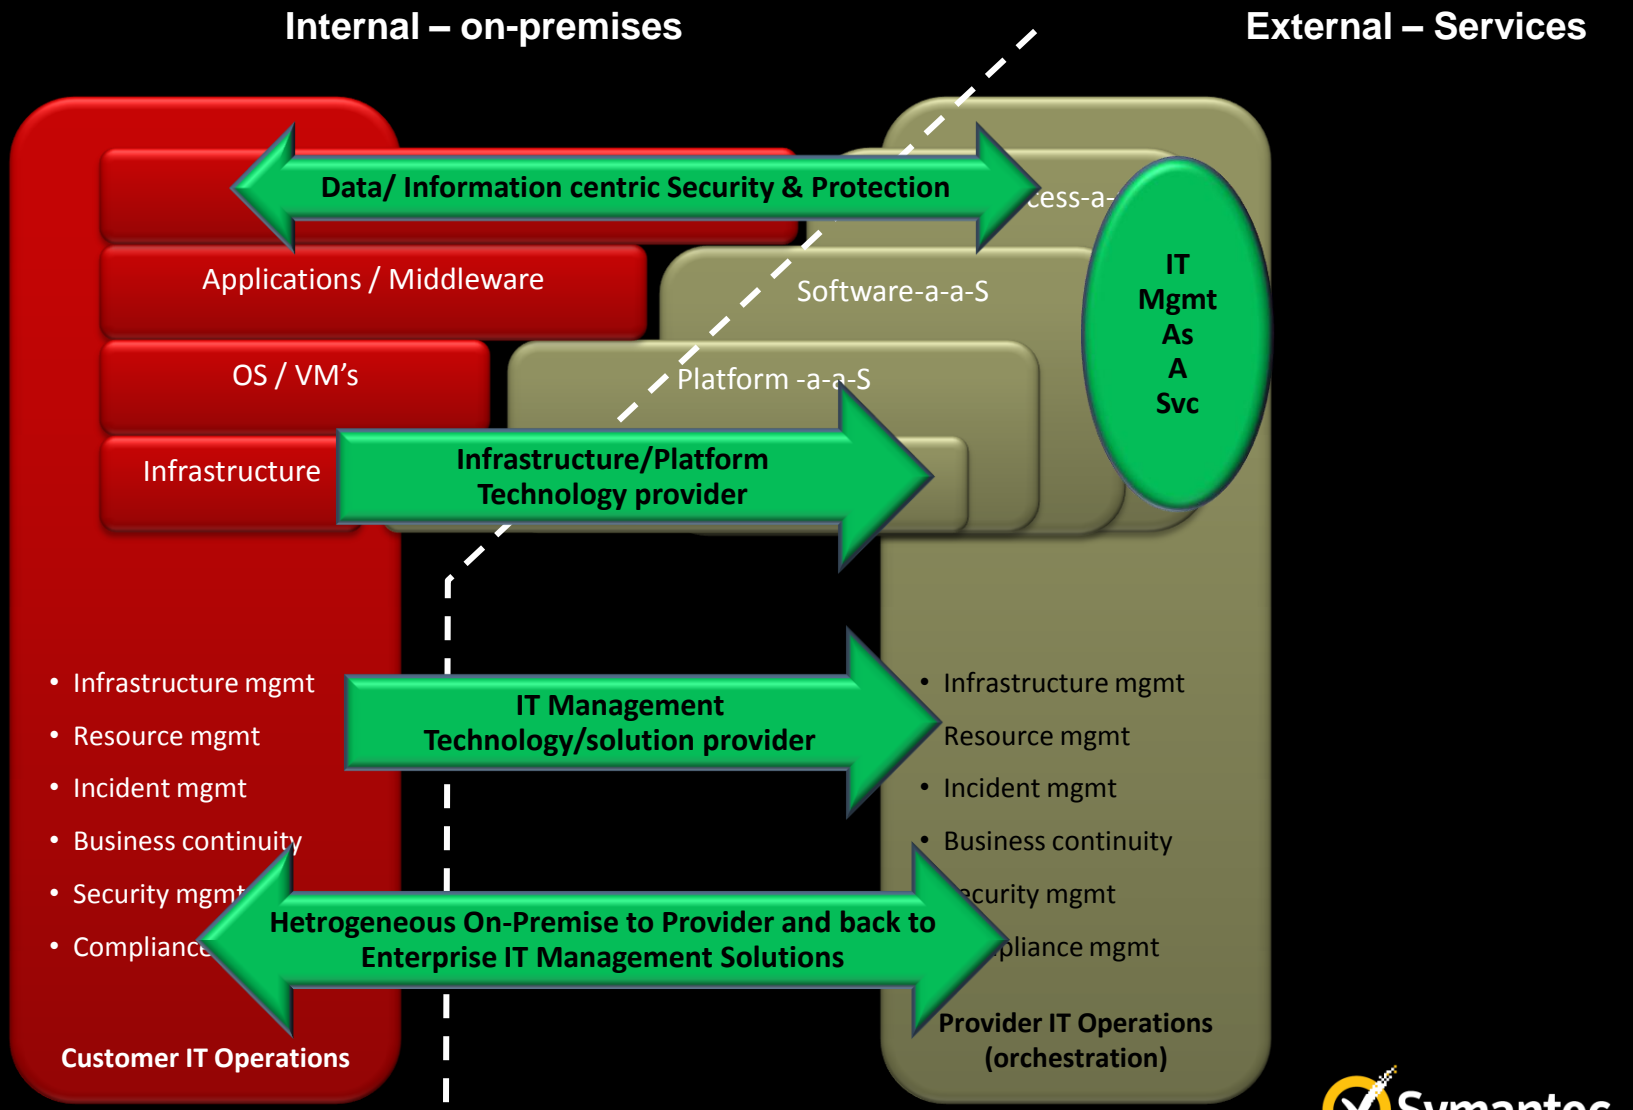 Internal – on-premises
External – Services
Data/ Information centric Security & Protection
cess-a-
Applications / Middleware
Software-a-a-S
OS / VM's
Platform -a-a-S
Infrastructure
Infrastructure/Platform
Technology provider
IT
Mgmt
As
A
Svc
• Infrastructure mgmt
• Resource mgmt
• Incident mgmt
• Business continuity
• Security mgmt
• Compliance
Customer IT Operations
IT Management
Technology/solution provider
Hetrogeneous On-Premise to Provider and back to
Enterprise IT Management Solutions
• Infrastructure mgmt
Resource mgmt
• Incident mgmt
• Business continuity
ecurity mgmt
pliance mgmt
Provider IT Operations
(orchestration)
Symantec